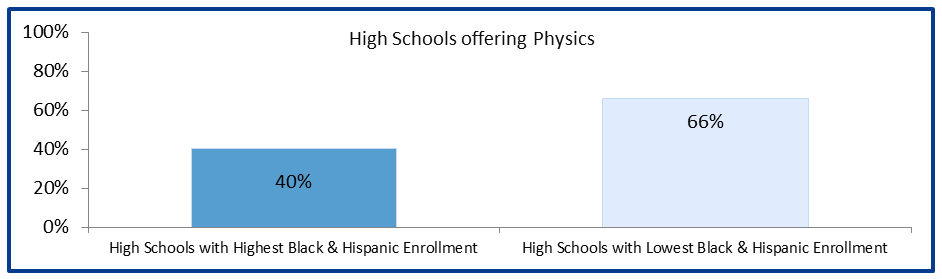 High Schools offering Physics
100%
80%
60%
40%
20%
0%
40%
66%
High Schools with Highest Black & Hispanic Enrollment
High Schools with Lowest Black & Hispanic Enrollment